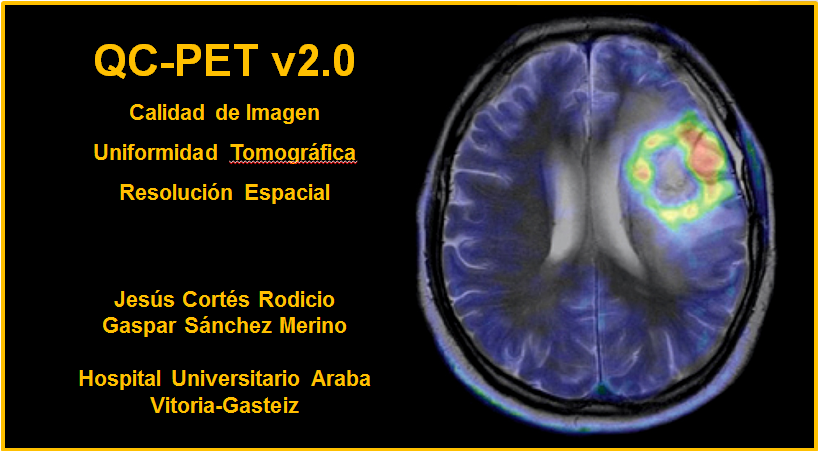 QC-PET v2.0
Calidad de Imagen
Uniformidad Tomográfica
Resolución Espacial
Jesús Cortés Rodicio
Gaspar Sánchez Merino
Hospital Universitario Araba
Vitoria-Gasteiz